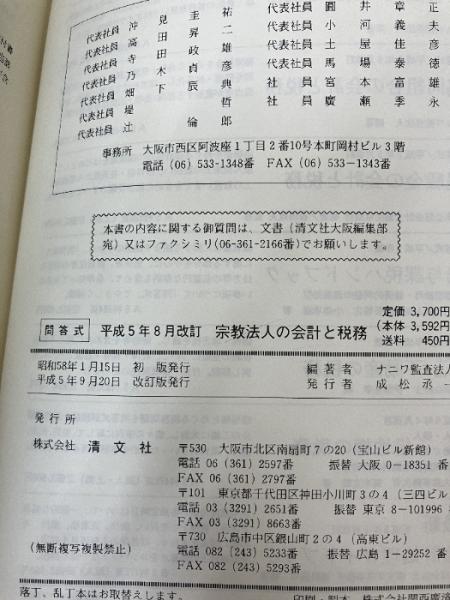 代表社員 沖見圭祐 代表社員 圓井章正
代表社員 高田昇二 代表社員 小河義夫
代表社員 寺田政雄 代表社員 土屋佳彦
代表社員 乃木貞彦 代表社員 馬場泰徳
代表社員 畑下辰典 社員 宮本富雄
代表社員 堤哲 社員 廣瀬季永
代表社員 辻倫郎
事務所 大阪市西区阿波座1丁目2番10号本町岡村ビル3階
電話 (06) 533-1348番 FAX (06) 533-1343番
本書の内容に関する御質問は、文書(清文社大阪編集部
宛)又はファクシミリ(06-361-2166番)でお願いします。
問答式 平成5年8月改訂 宗教法人の会計と税務
定価 3,700円
(本体 3,592円
送料 450円
昭和58年1月15日 初版発行
平成5年9月20日 改訂版発行
編著者 ナニワ監査法人
発行者 成松丞一
発行所
株式会社 清文社
〒530 大阪市北区南扇町7の20 (宝山ビル新館)
電話 06 (361) 2597番 振替 大阪 0-18351 番
FAX 06 (361) 2797番
〒101 東京都千代田区神田小川町3の4 (三四ビル
電話 03 (3291) 2651番 振替 東京 8-101996
FAX 03 (3291) 8663番
〒730 広島市中区銀山町2の4 (高東ビル)
電話 082 (243) 5233番 振替 広島 1-29252 番
FAX 082 (243) 5293番
(無断複写複製禁止)
落丁、乱丁本はお取替えします。
印刷・製本 株式会社関西廣済